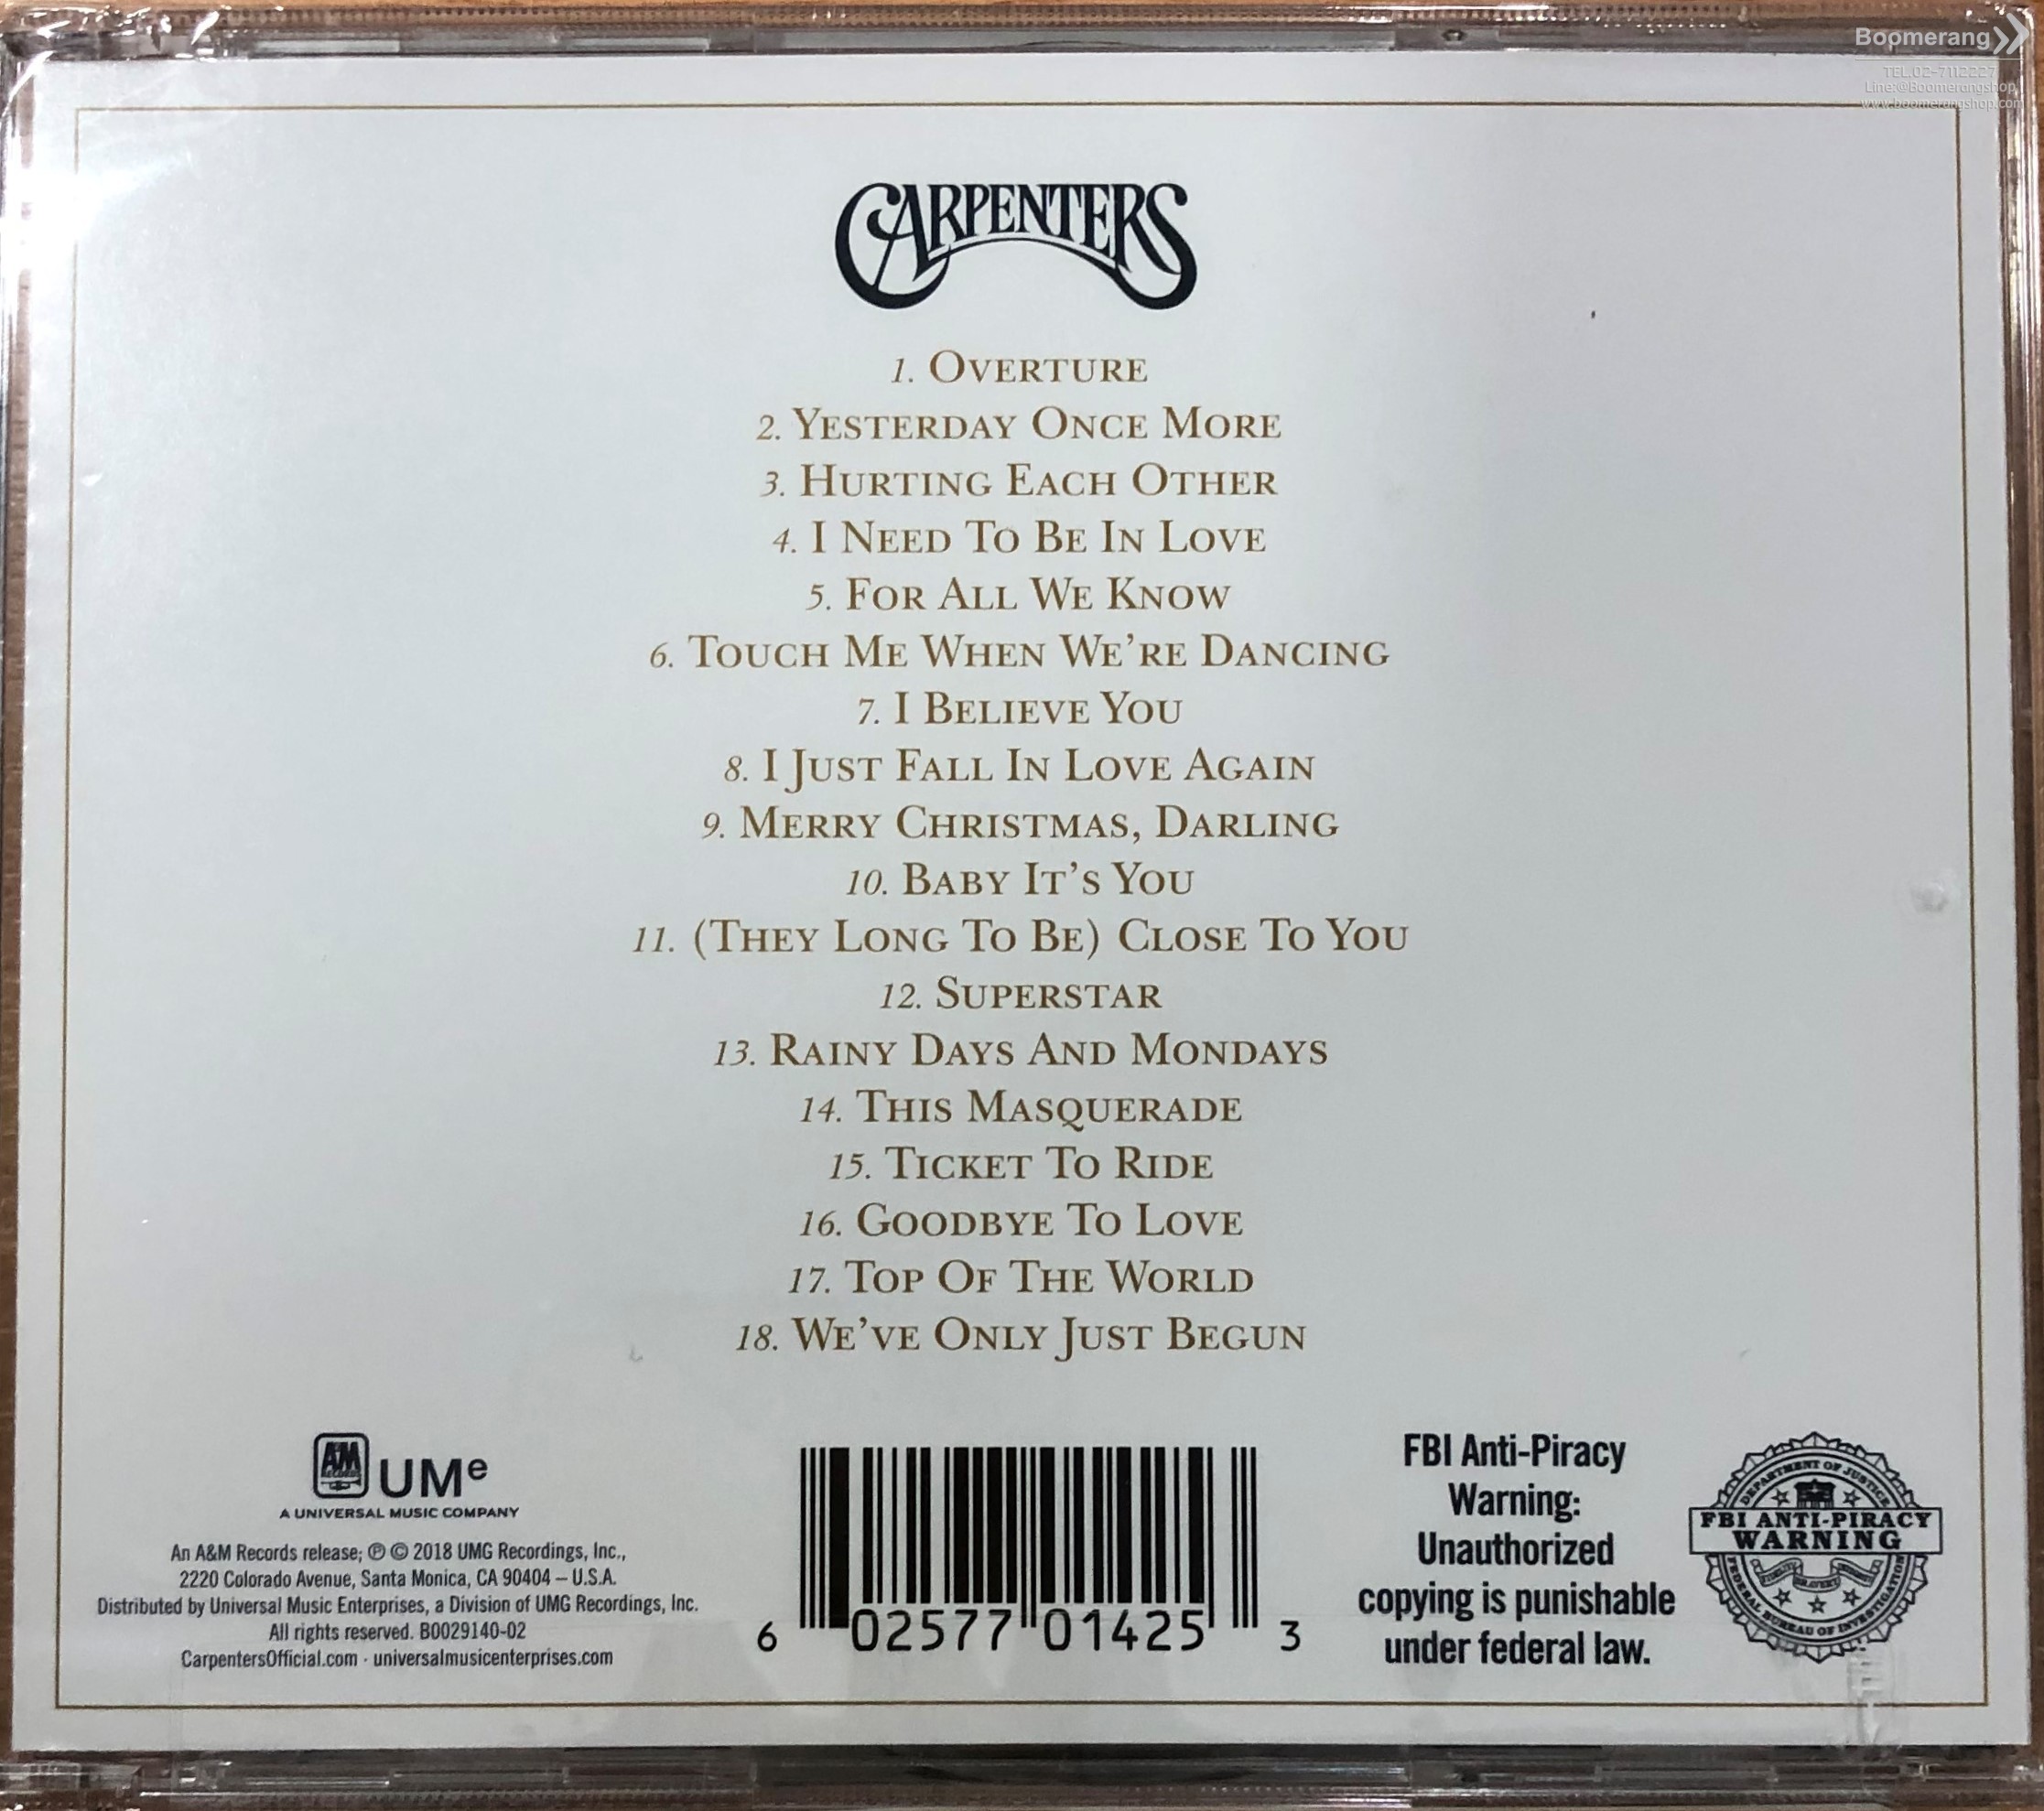 Boomerang
TEL.02-7112227
Line:@Boomerangshop
www.boomerangshop.com
CARPENTERS
1. OVERTURE
2. YESTERDAY ONCE MORE
3. HURTING EACH OTHER
4. I NEED TO BE IN LOVE
5. FOR ALL WE KNOW
6. TOUCH ME WHEN WE'RE DANCING
7. I BELIEVE YOU
8. I JUST FALL IN LOVE AGAIN
9. MERRY CHRISTMAS, DARLING
10. BABY IT'S YOU
11. (THEY LONG TO BE) CLOSE TO YOU
12. SUPERSTAR
13. RAINY DAYS AND MONDAYS
14. THIS MASQUERADE
15. TICKET TO RIDE
16. GOODBYE TO LOVE
17. TOP OF THE WORLD
18. WE'VE ONLY JUST BEGUN
A&M RECORDS UMe
A UNIVERSAL MUSIC COMPANY
An A&M Records release; ℗ © 2018 UMG Recordings, Inc.,
2220 Colorado Avenue, Santa Monica, CA 90404 – U.S.A.
Distributed by Universal Music Enterprises, a Division of UMG Recordings, Inc.
All rights reserved. B0029140-02
CarpentersOfficial.com · universalmusicenterprises.com
6 02577 01425 3
FBI Anti-Piracy
Warning:
Unauthorized
copying is punishable
under federal law.
DEPARTMENT OF JUSTICE
FBI ANTI-PIRACY
WARNING
FIDELITY BRAVERY
FEDERAL BUREAU OF INVESTIGATION